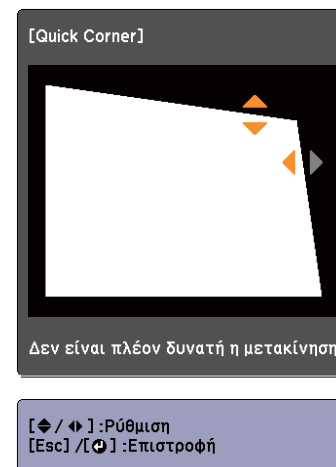 [Quick Corner]
Δεν είναι πλέον δυνατή η μετακίνηση
[◆/◂▸] :Ρύθμιση
[Esc] /[⏎] :Επιστροφή